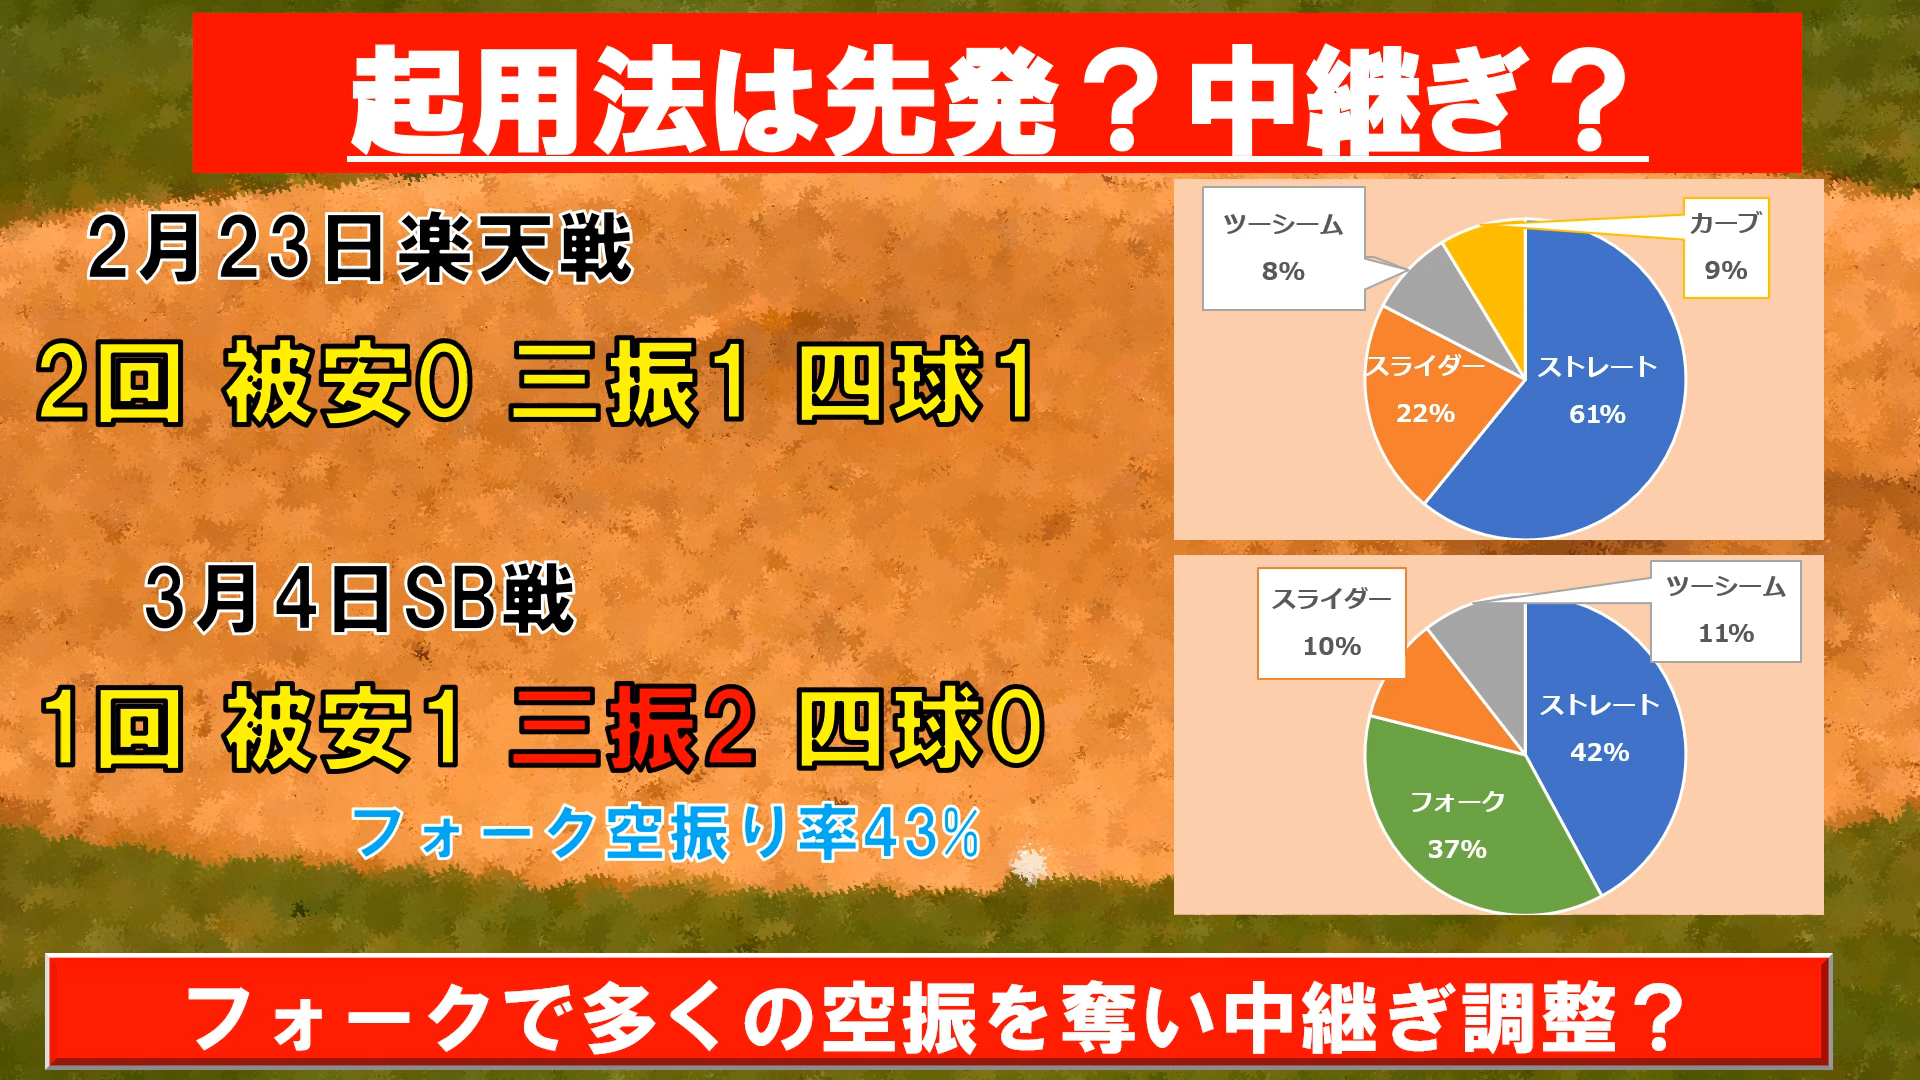 起用法は先発？中継ぎ？
2月23日楽天戦
2回 被安0 三振1 四球1
ツーシーム
8%
カーブ
9%
スライダー
22%
ストレート
61%
3月4日SB戦
1回 被安1 三振2 四球0
フォーク空振り率43%
スライダー
10%
ツーシーム
11%
ストレート
42%
フォーク
37%
フォークで多くの空振を奪い中継ぎ調整？